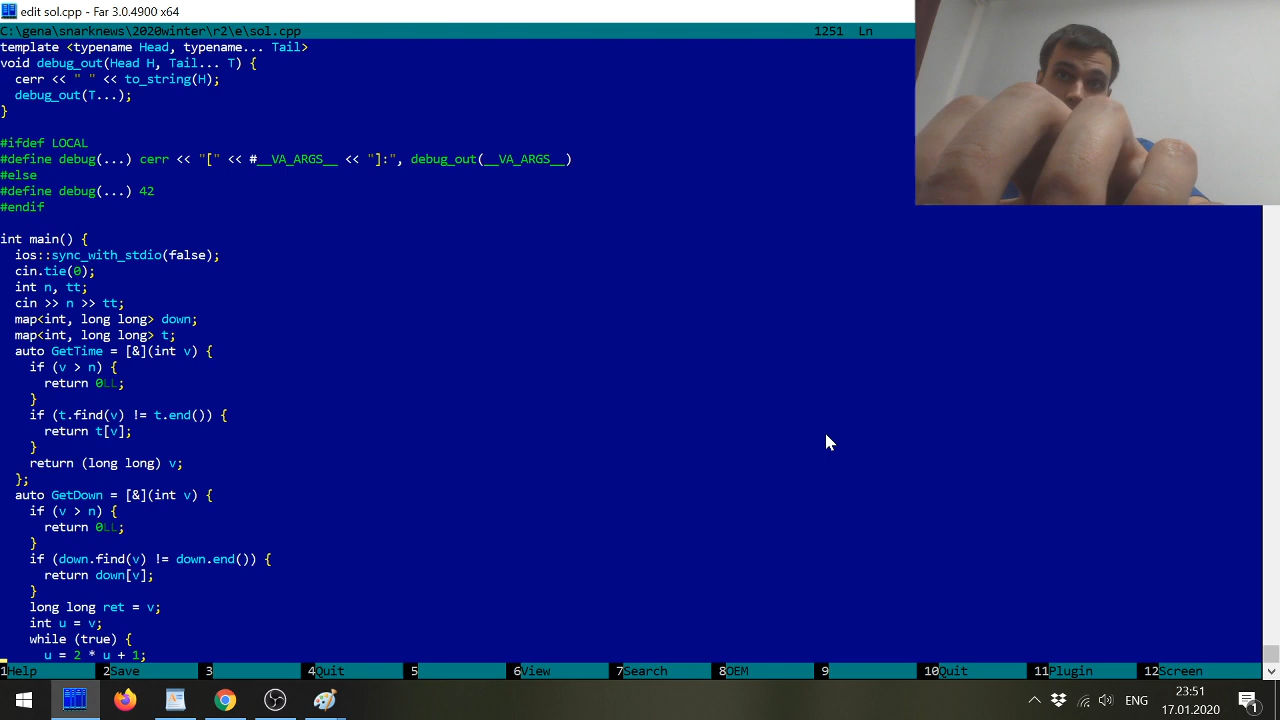 edit sol.cpp - Far 3.0.4900 x64
C:\gena\snarknews\2020winter\r2\e\sol.cpp 1251 Ln
template <typename Head, typename... Tail>
void debug_out(Head H, Tail... T) {
  cerr << " " << to_string(H);
  debug_out(T...);
}

#ifdef LOCAL
#define debug(...) cerr << "[" << #__VA_ARGS__ << "]:", debug_out(__VA_ARGS__)
#else
#define debug(...) 42
#endif

int main() {
  ios::sync_with_stdio(false);
  cin.tie(0);
  int n, tt;
  cin >> n >> tt;
  map<int, long long> down;
  map<int, long long> t;
  auto GetTime = [&](int v) {
    if (v > n) {
      return 0LL;
    }
    if (t.find(v) != t.end()) {
      return t[v];
    }
    return (long long) v;
  };
  auto GetDown = [&](int v) {
    if (v > n) {
      return 0LL;
    }
    if (down.find(v) != down.end()) {
      return down[v];
    }
    long long ret = v;
    int u = v;
    while (true) {
      u = 2 * u + 1;
1Help 2Save 3 4Quit 5 6View 7Search 8OEM 9 10Quit 11Plugin 12Screen
ENG
23:51
17.01.2020
1